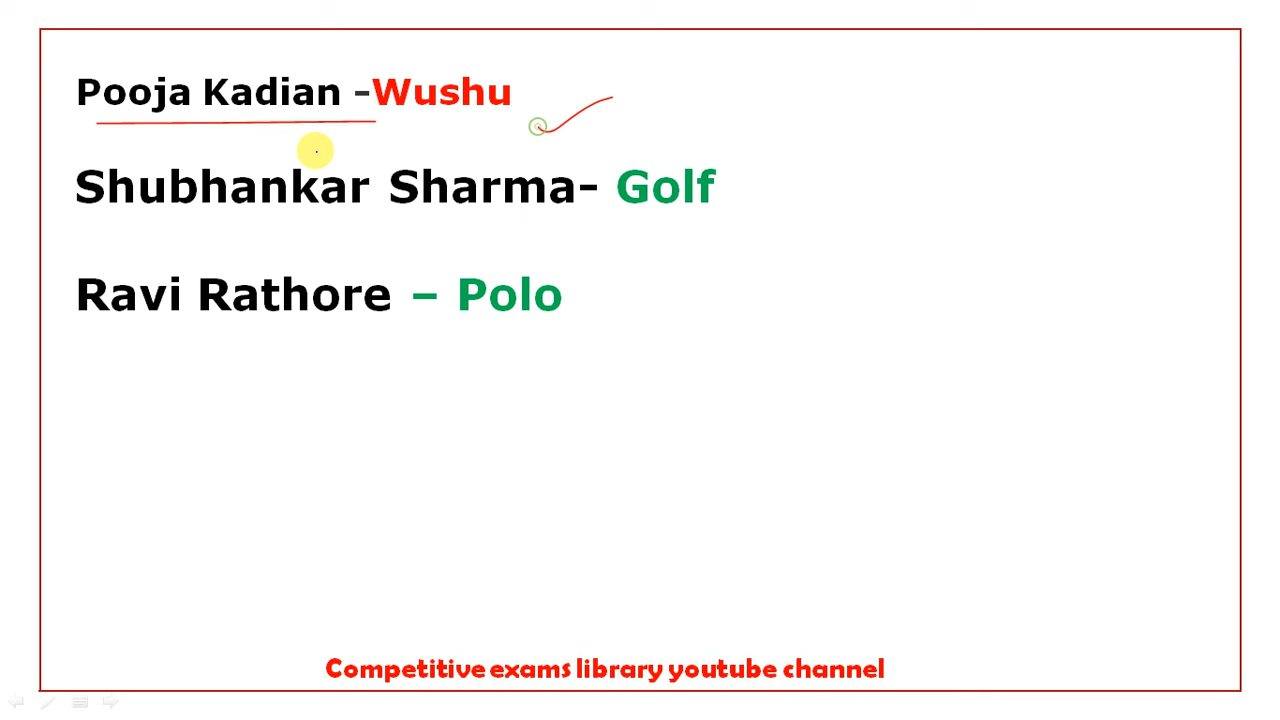 Pooja Kadian -Wushu
Shubhankar Sharma- Golf
Ravi Rathore – Polo
Competitive exams library youtube channel